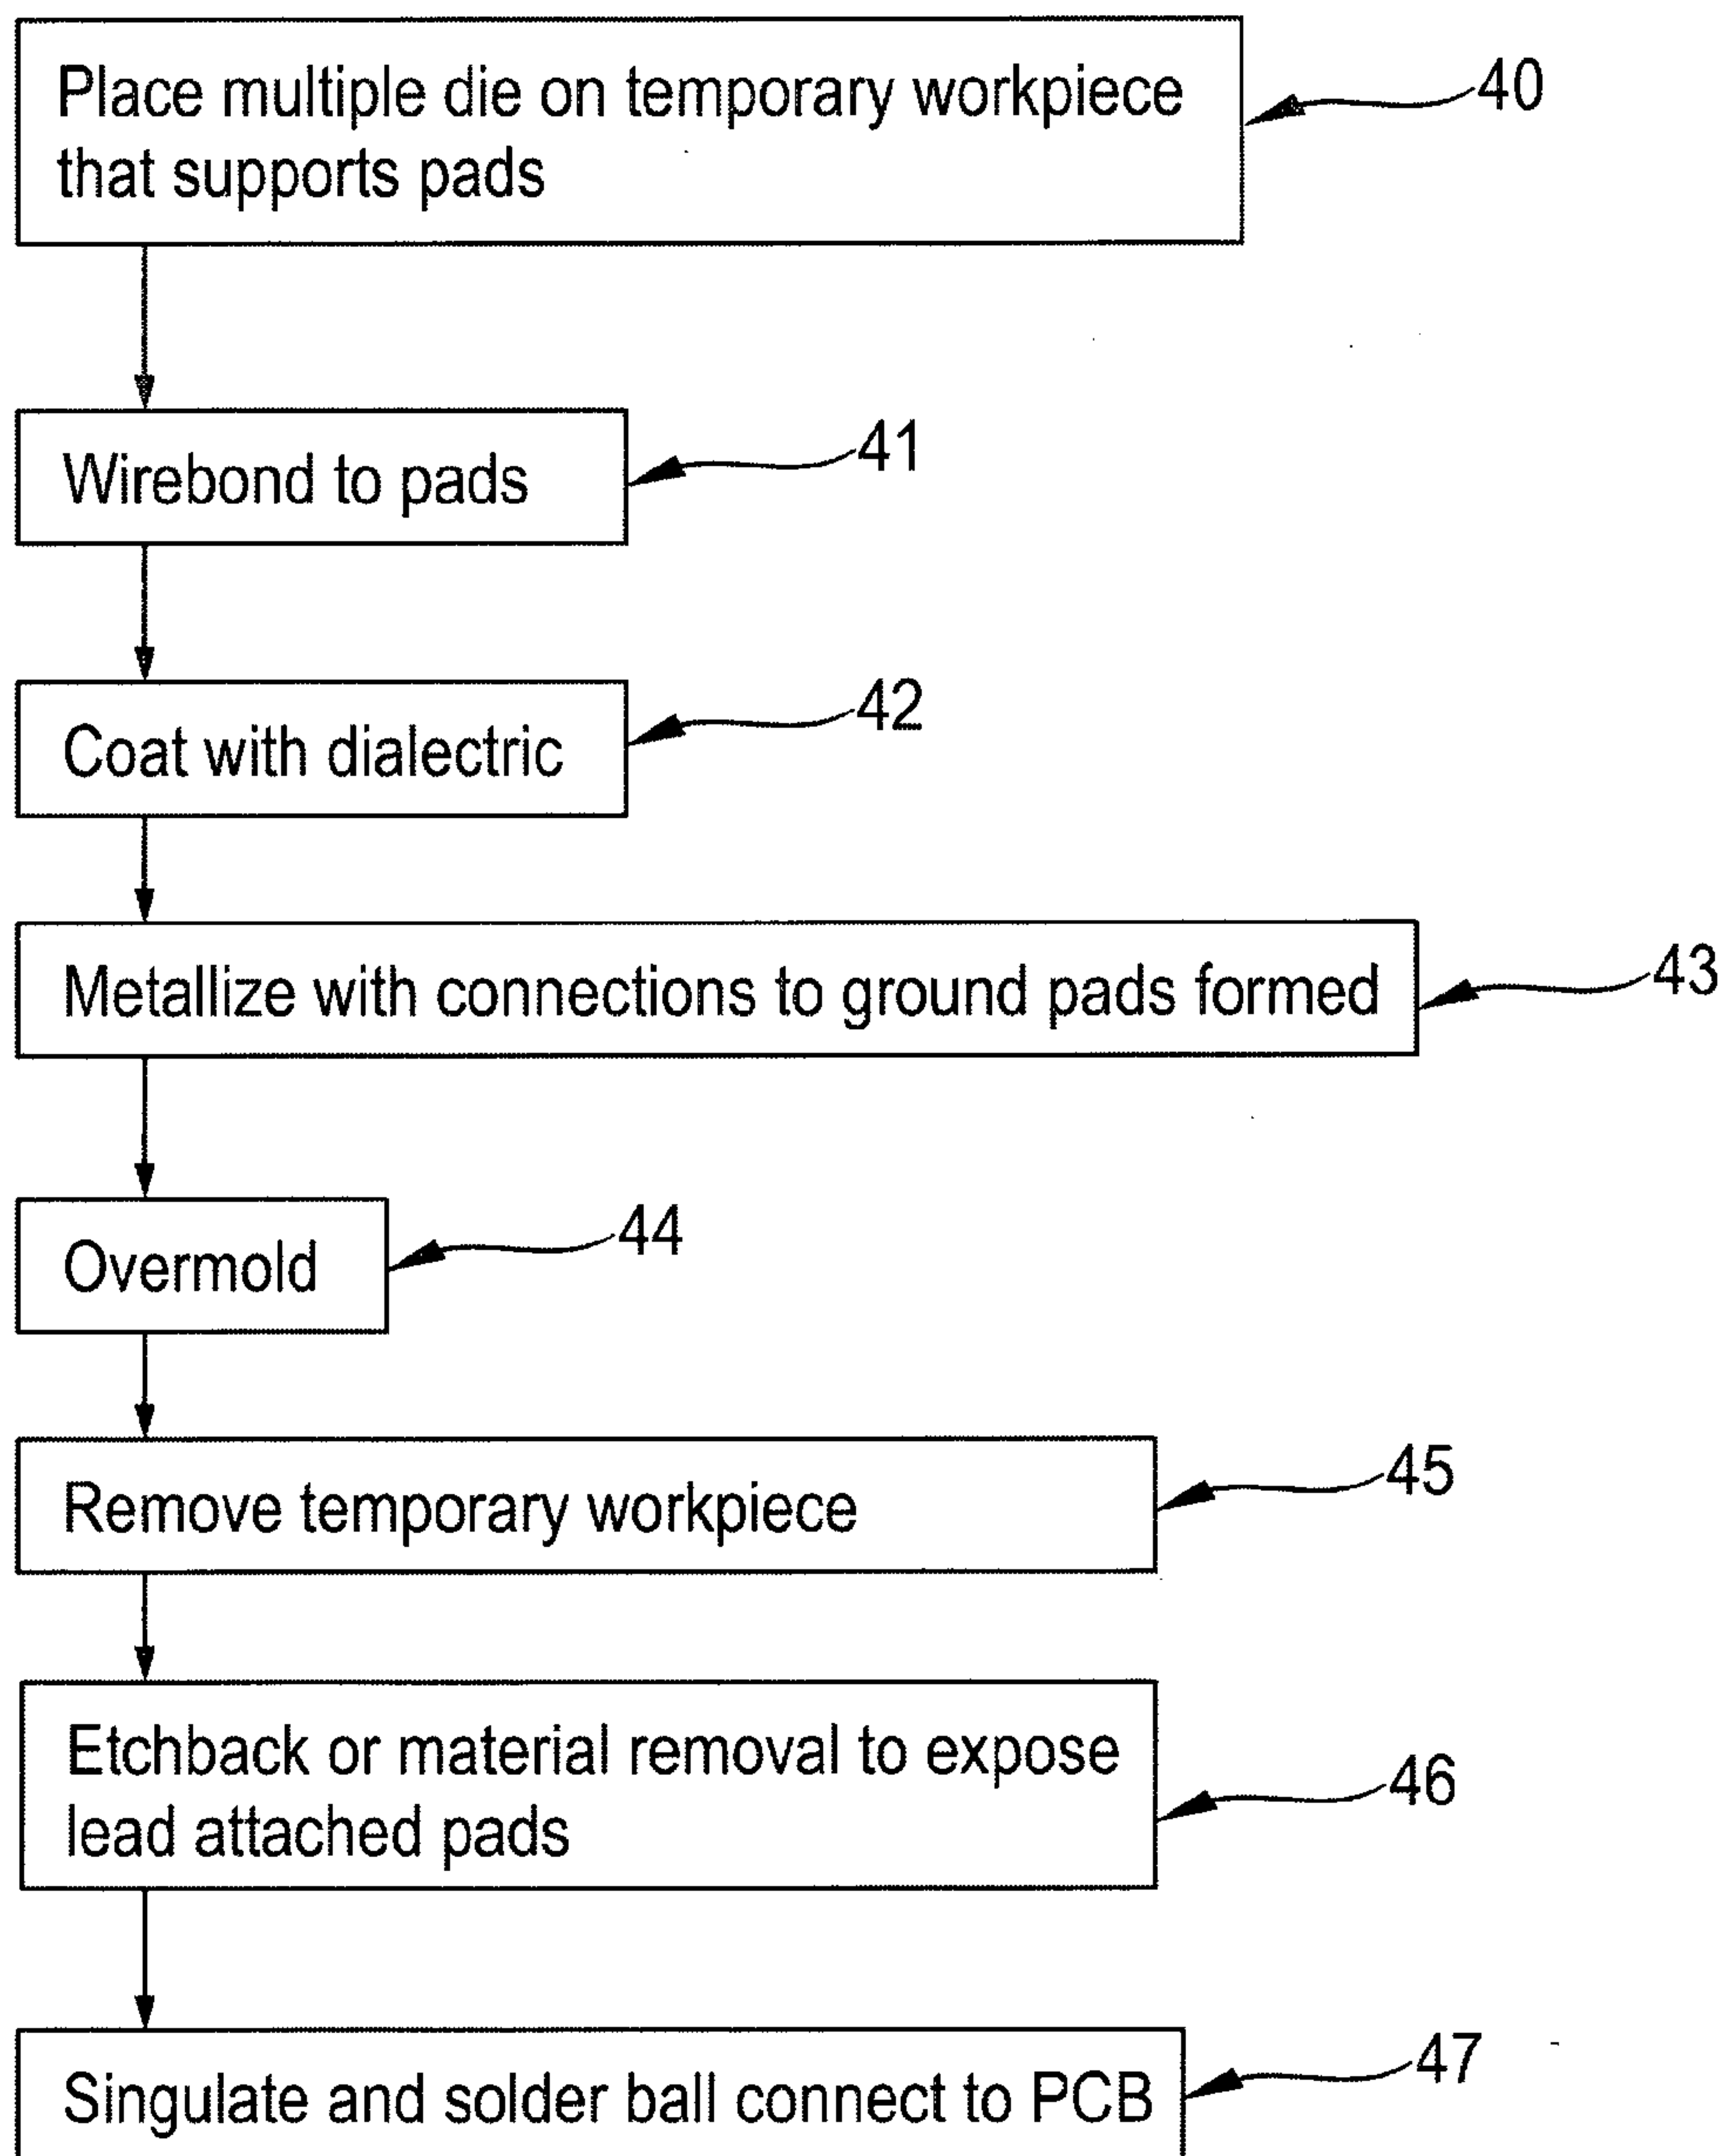 Place multiple die on temporary workpiece
that supports pads
40
Wirebond to pads
41
Coat with dialectric
42
Metallize with connections to ground pads formed
43
Overmold
44
Remove temporary workpiece
45
Etchback or material removal to expose
lead attached pads
46
Singulate and solder ball connect to PCB
47